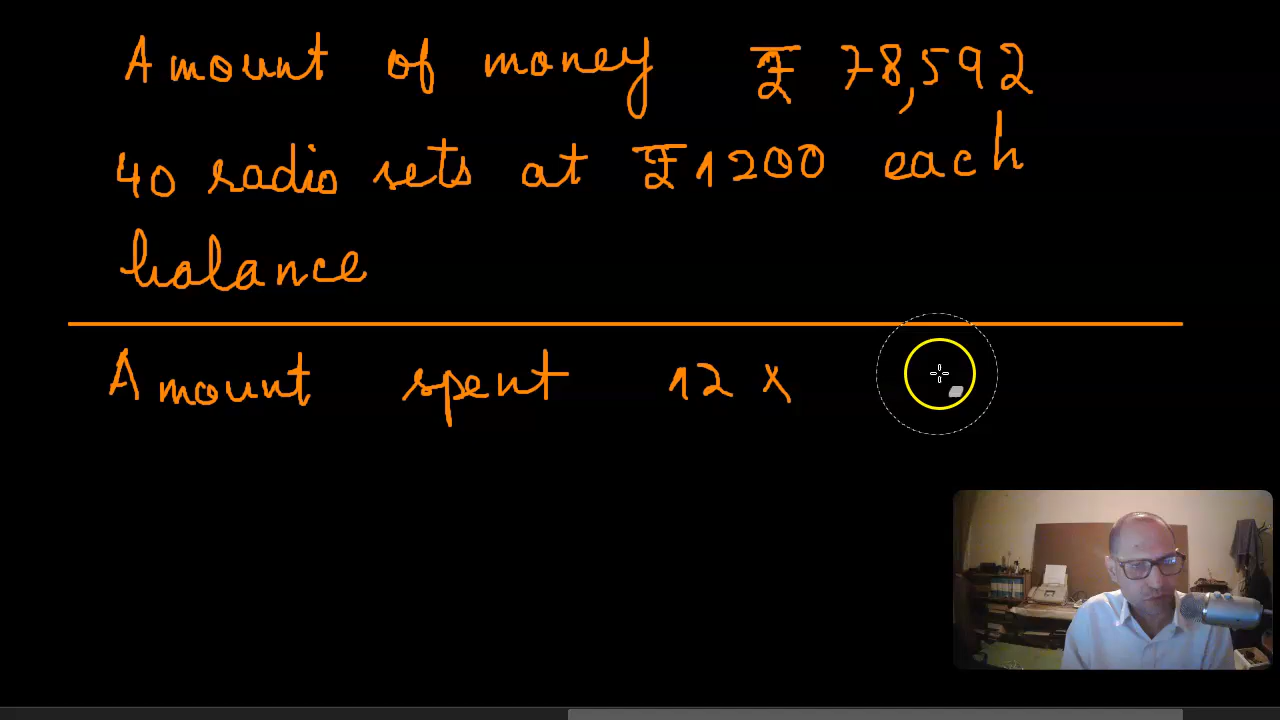 Amount of money ₹ 78,592
40 radio sets at ₹1200 each
balance
Amount spent 12 x